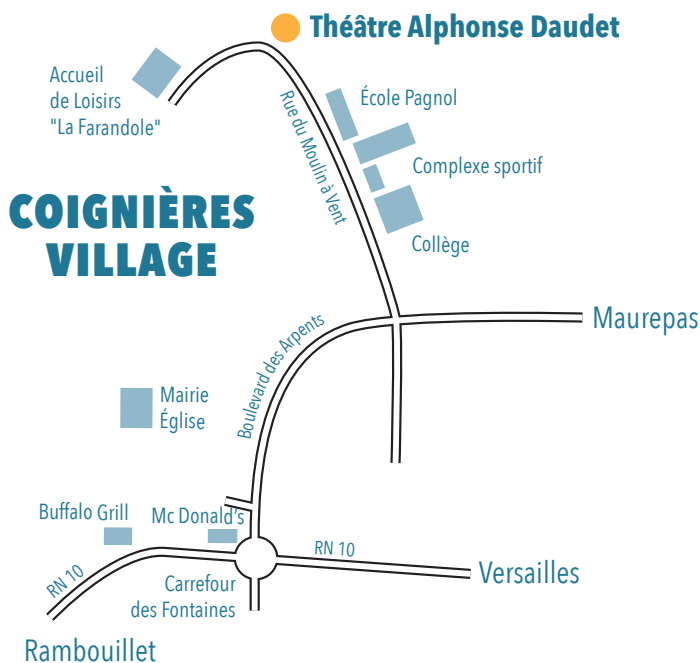 Théâtre Alphonse Daudet
Accueil
de Loisirs
"La Farandole"
École Pagnol
Rue du Moulin à Vent
Complexe sportif
COIGNIÈRES
VILLAGE
Collège
Maurepas
Boulevard des Arpents
Mairie
Église
Buffalo Grill
Mc Donald's
RN 10
RN 10
Versailles
Carrefour
des Fontaines
Rambouillet